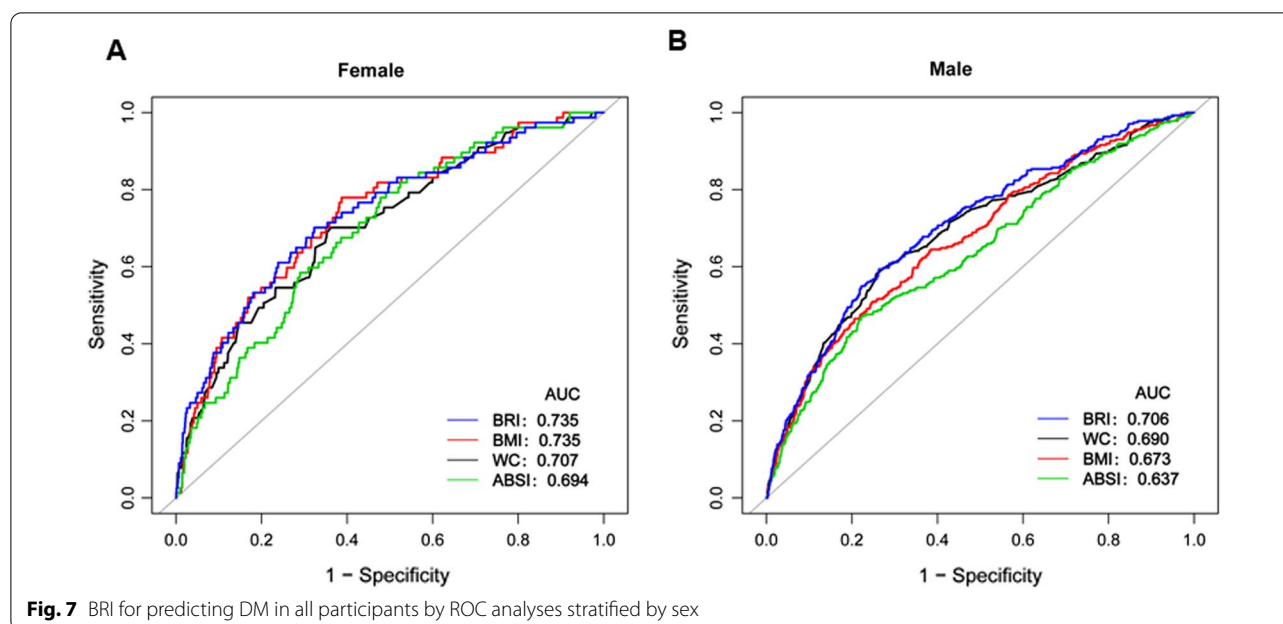 A
Female
Sensitivity
1.0
0.8
0.6
0.4
0.2
0.0
AUC
BRI: 0.735
BMI: 0.735
WC: 0.707
ABSI: 0.694
0.0 0.2 0.4 0.6 0.8 1.0
1 − Specificity
B
Male
Sensitivity
1.0
0.8
0.6
0.4
0.2
0.0
AUC
BRI: 0.706
WC: 0.690
BMI: 0.673
ABSI: 0.637
0.0 0.2 0.4 0.6 0.8 1.0
1 − Specificity
Fig. 7 BRI for predicting DM in all participants by ROC analyses stratified by sex